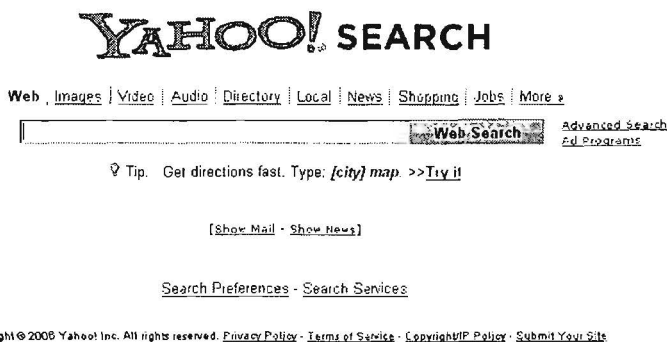 YAHOO! SEARCH
Web Images Video Audio Directory Local News Shopping Jobs More »
Web Search Advanced Search
Ad Programs
Tip. Get directions fast. Type: [city] map. >>Try it
[Show Mail - Show News]
Search Preferences - Search Services
ght © 2006 Yahoo! Inc. All rights reserved. Privacy Policy - Terms of Service - Copyright/IP Policy - Submit Your Site